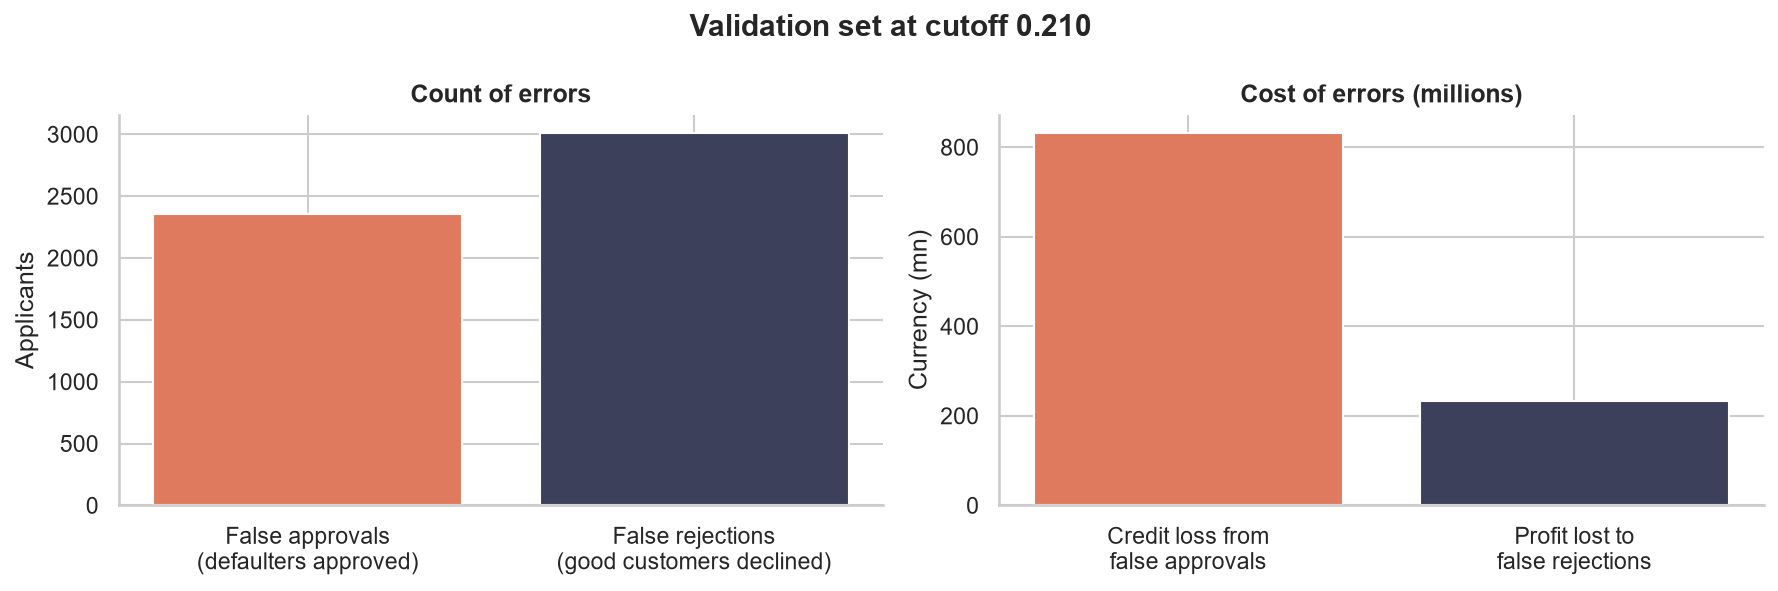 Validation set at cutoff 0.210
Count of errors
Applicants
3000
2500
2000
1500
1000
500
0
False approvals
(defaulters approved)
False rejections
(good customers declined)
Cost of errors (millions)
Currency (mn)
800
600
400
200
0
Credit loss from
false approvals
Profit lost to
false rejections